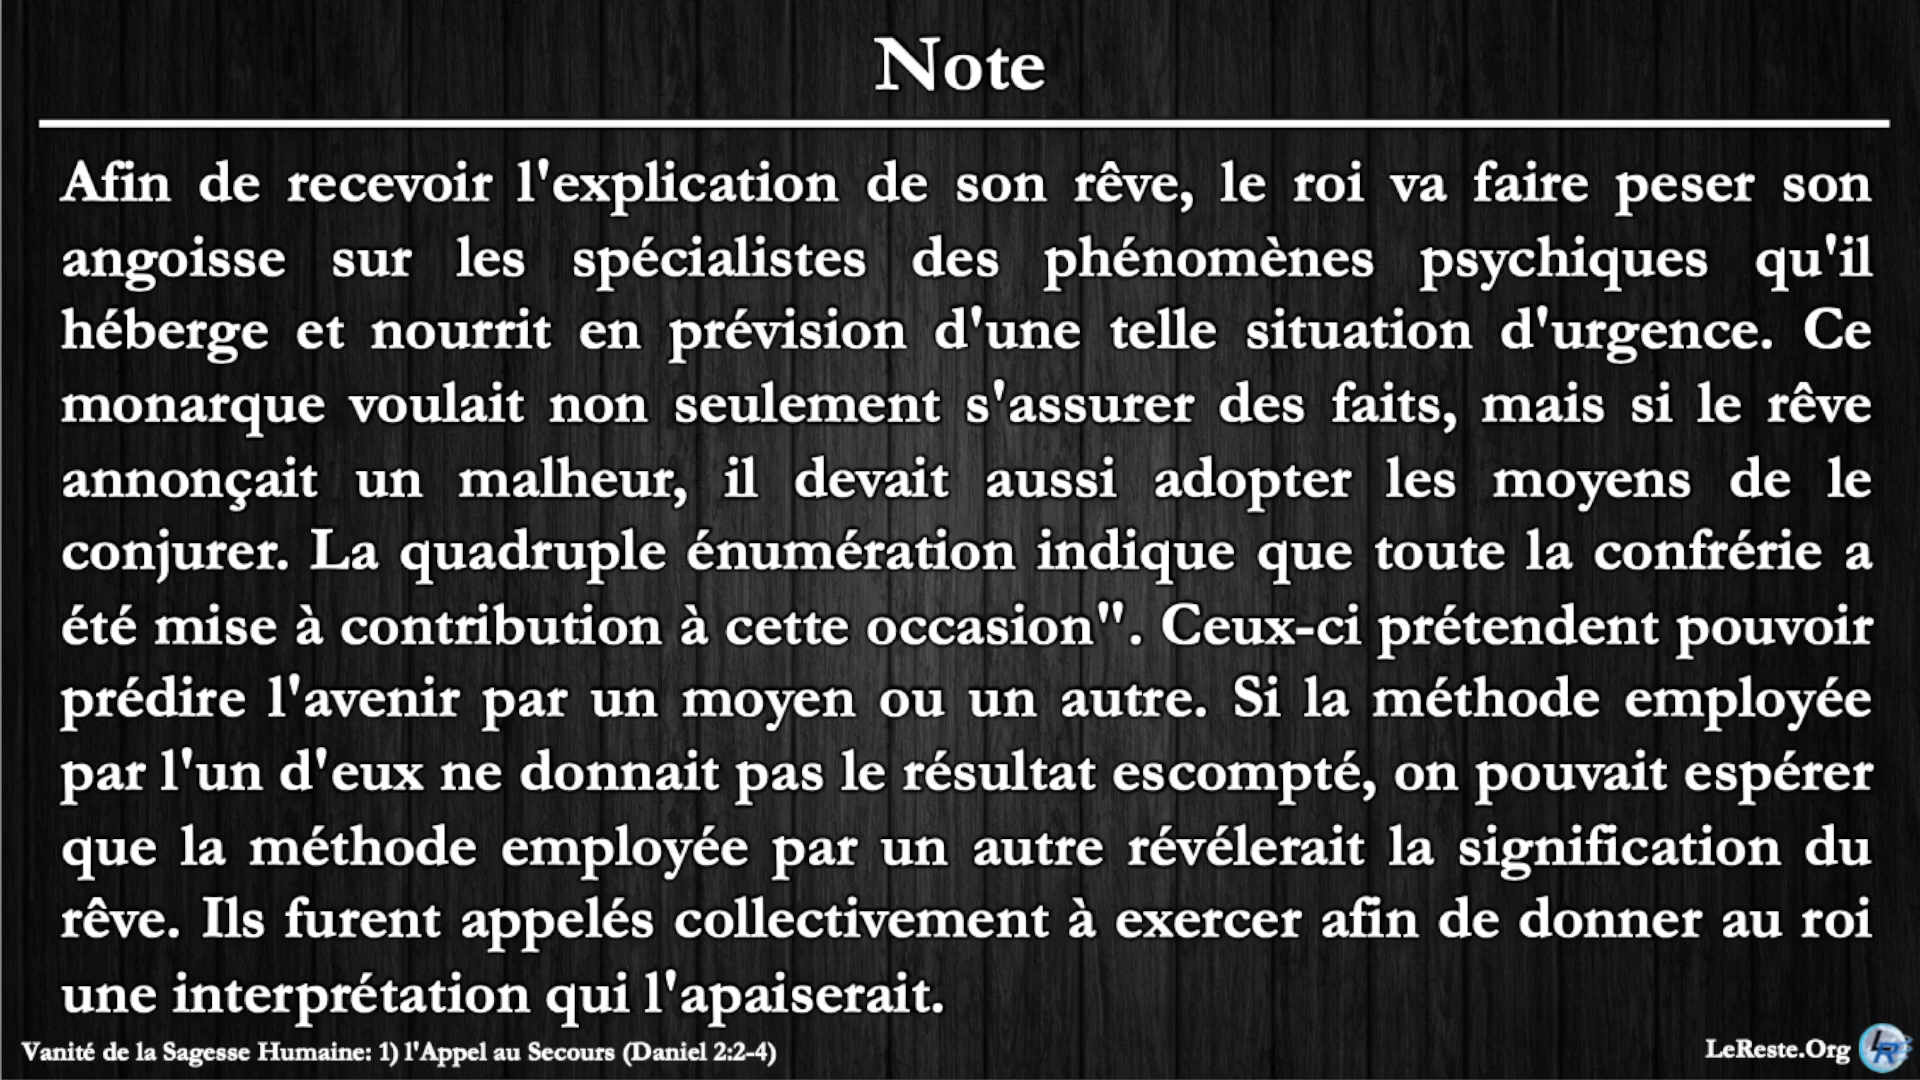 Note
Afin de recevoir l'explication de son rêve, le roi va faire peser son
angoisse sur les spécialistes des phénomènes psychiques qu'il
héberge et nourrit en prévision d'une telle situation d'urgence. Ce
monarque voulait non seulement s'assurer des faits, mais si le rêve
annonçait un malheur, il devait aussi adopter les moyens de le
conjurer. La quadruple énumération indique que toute la confrérie a
été mise à contribution à cette occasion". Ceux-ci prétendent pouvoir
prédire l'avenir par un moyen ou un autre. Si la méthode employée
par l'un d'eux ne donnait pas le résultat escompté, on pouvait espérer
que la méthode employée par un autre révélerait la signification du
rêve. Ils furent appelés collectivement à exercer afin de donner au roi
une interprétation qui l'apaiserait.
Vanité de la Sagesse Humaine: 1) l'Appel au Secours (Daniel 2:2-4)
LeReste.Org LR